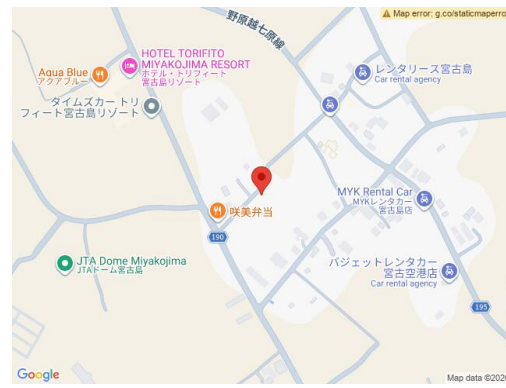 Map error: g.co/staticmaperro
野原越七原線
HOTEL TORIFITO
MIYAKOJIMA RESORT
ホテル・トリフィート
宮古島リゾート
Aqua Blue
アクアブルー
タイムズカー トリ
フィート宮古島リゾート
レンタリース宮古島
Car rental agency
MYK Rental Car
MYKレンタカー
宮古島店
咲美弁当
190
JTA Dome Miyakojima
JTAドーム宮古島
バジェットレンタカー
宮古空港店
Car rental agency
195
Google
Map data ©2026